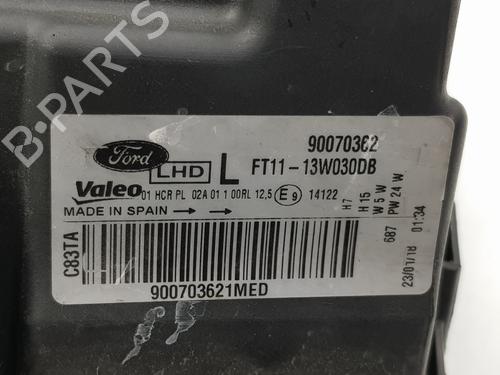 90070362
Ford LHD L FT11-13W030DB
Valeo 01 HCR PL 02A 01 1 00RL 12,5 E9 14122
MADE IN SPAIN
H7
H 15
W 5 W
PW 24 W
687
23/01/18 01:34
C83TA
900703621MED
B-Parts